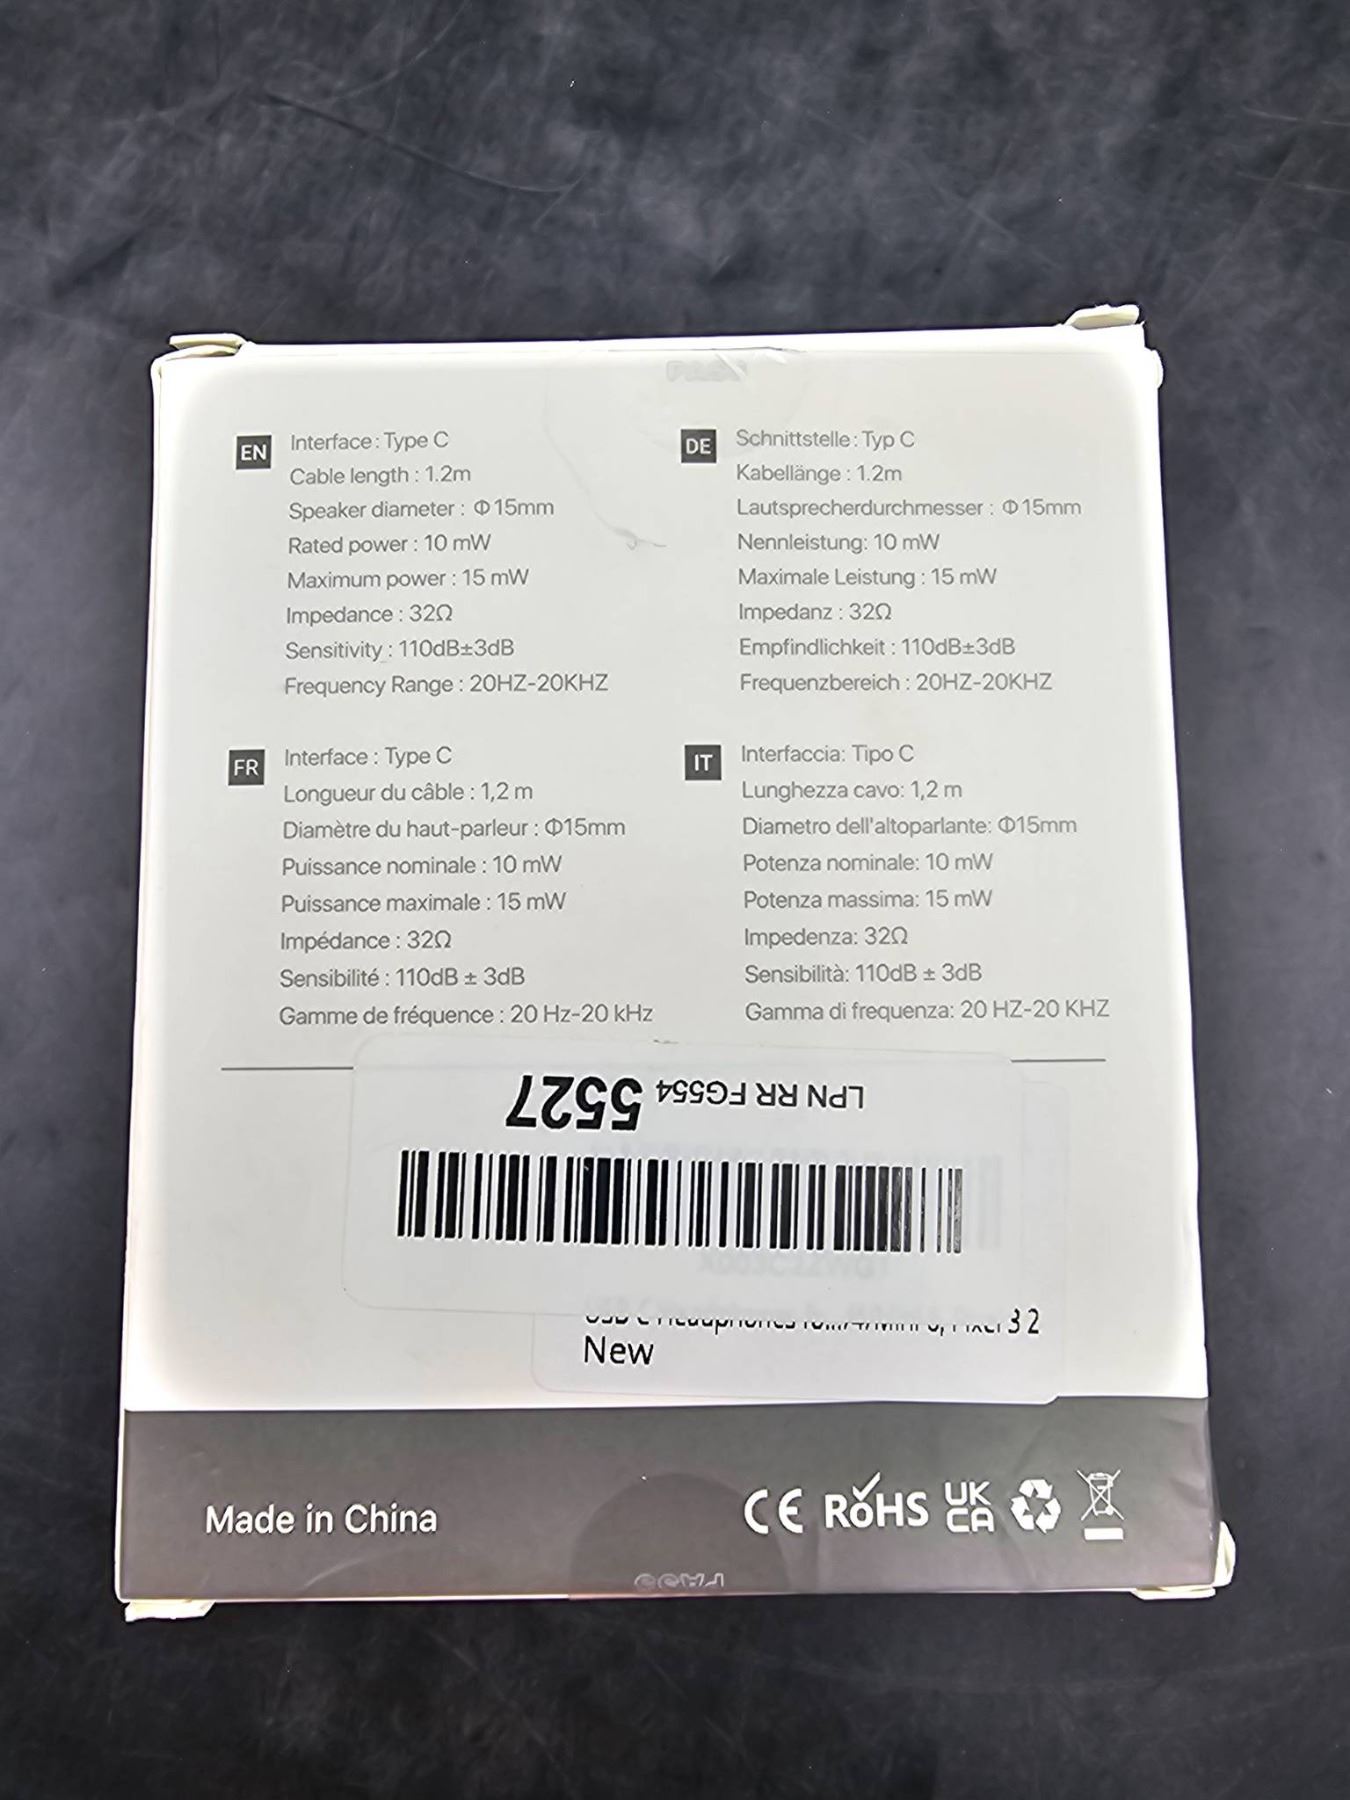 EN
Interface : Type C
Cable length : 1.2m
Speaker diameter : Φ15mm
Rated power : 10 mW
Maximum power : 15 mW
Impedance : 32Ω
Sensitivity : 110dB±3dB
Frequency Range : 20HZ-20KHZ
DE
Schnittstelle : Typ C
Kabellänge : 1.2m
Lautsprecherdurchmesser : Φ15mm
Nennleistung: 10 mW
Maximale Leistung : 15 mW
Impedanz : 32Ω
Empfindlichkeit : 110dB±3dB
Frequenzbereich : 20HZ-20KHZ
FR
Interface : Type C
Longueur du câble : 1,2 m
Diamètre du haut-parleur : Φ15mm
Puissance nominale : 10 mW
Puissance maximale : 15 mW
Impédance : 32Ω
Sensibilité : 110dB ± 3dB
Gamme de fréquence : 20 Hz-20 kHz
IT
Interfaccia: Tipo C
Lunghezza cavo: 1,2 m
Diametro dell'altoparlante: Φ15mm
Potenza nominale: 10 mW
Potenza massima: 15 mW
Impedenza: 32Ω
Sensibilità: 110dB ± 3dB
Gamma di frequenza: 20 HZ-20 KHZ
LPN RR FG554 5527
3 2
New
Made in China
CE RoHS UK CA
PASS